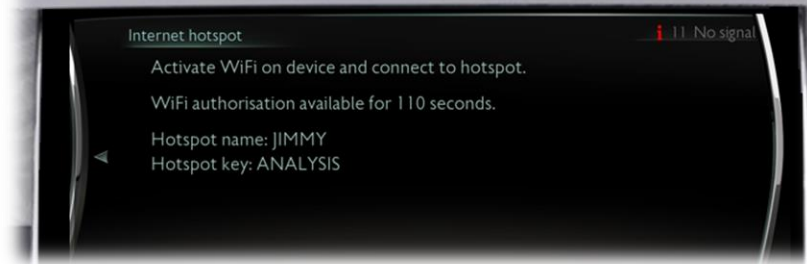 Internet hotspot
i 11 No signal
Activate WiFi on device and connect to hotspot.
WiFi authorisation available for 110 seconds.
Hotspot name: JIMMY
Hotspot key: ANALYSIS